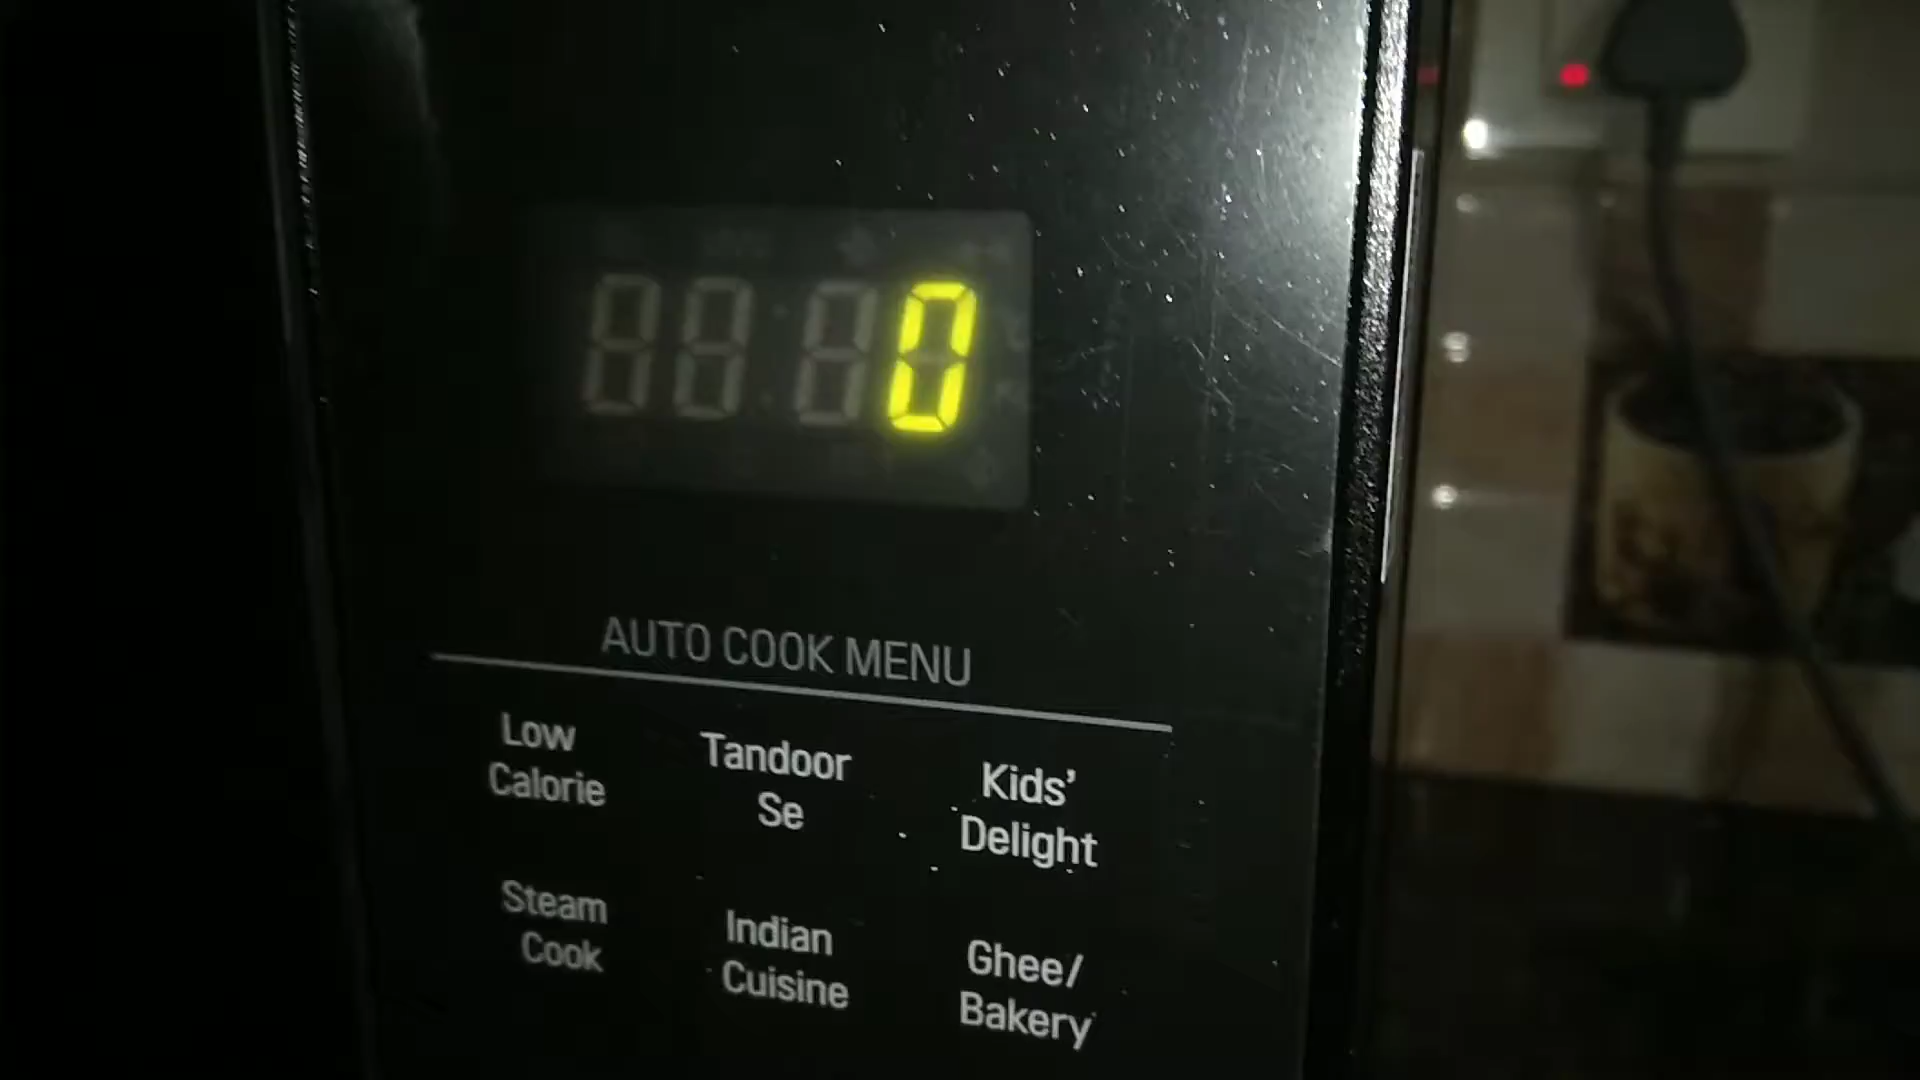 0
AUTO COOK MENU
Low
Calorie
Tandoor
Se
Kids'
Delight
Steam
Cook
Indian
Cuisine
Ghee/
Bakery